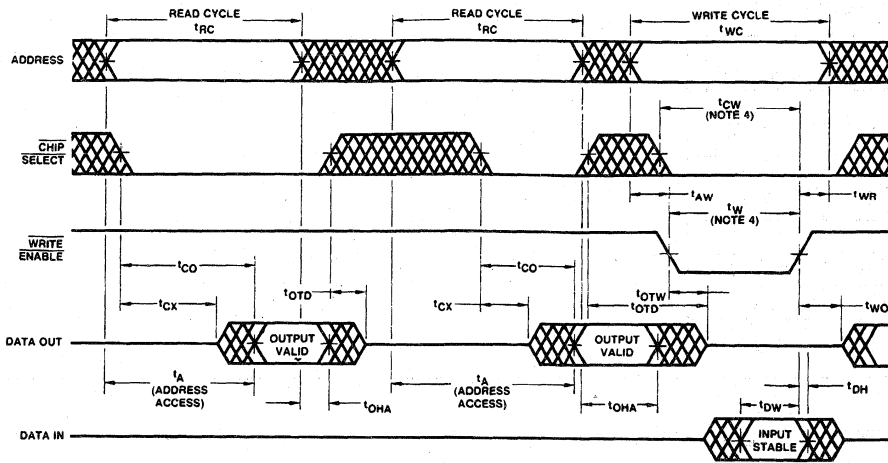 READ CYCLE
tRC
READ CYCLE
tRC
WRITE CYCLE
tWC
ADDRESS
tCW
(NOTE 4)
CHIP
SELECT
tAW
tWR
tW
(NOTE 4)
WRITE
ENABLE
tCO
tCO
tOTD
tOTW
tOTD
tCX
tCX
tWO
DATA OUT
OUTPUT
VALID
OUTPUT
VALID
tA
(ADDRESS
ACCESS)
tA
(ADDRESS
ACCESS)
tOHA
tOHA
tDH
tDW
DATA IN
INPUT
STABLE